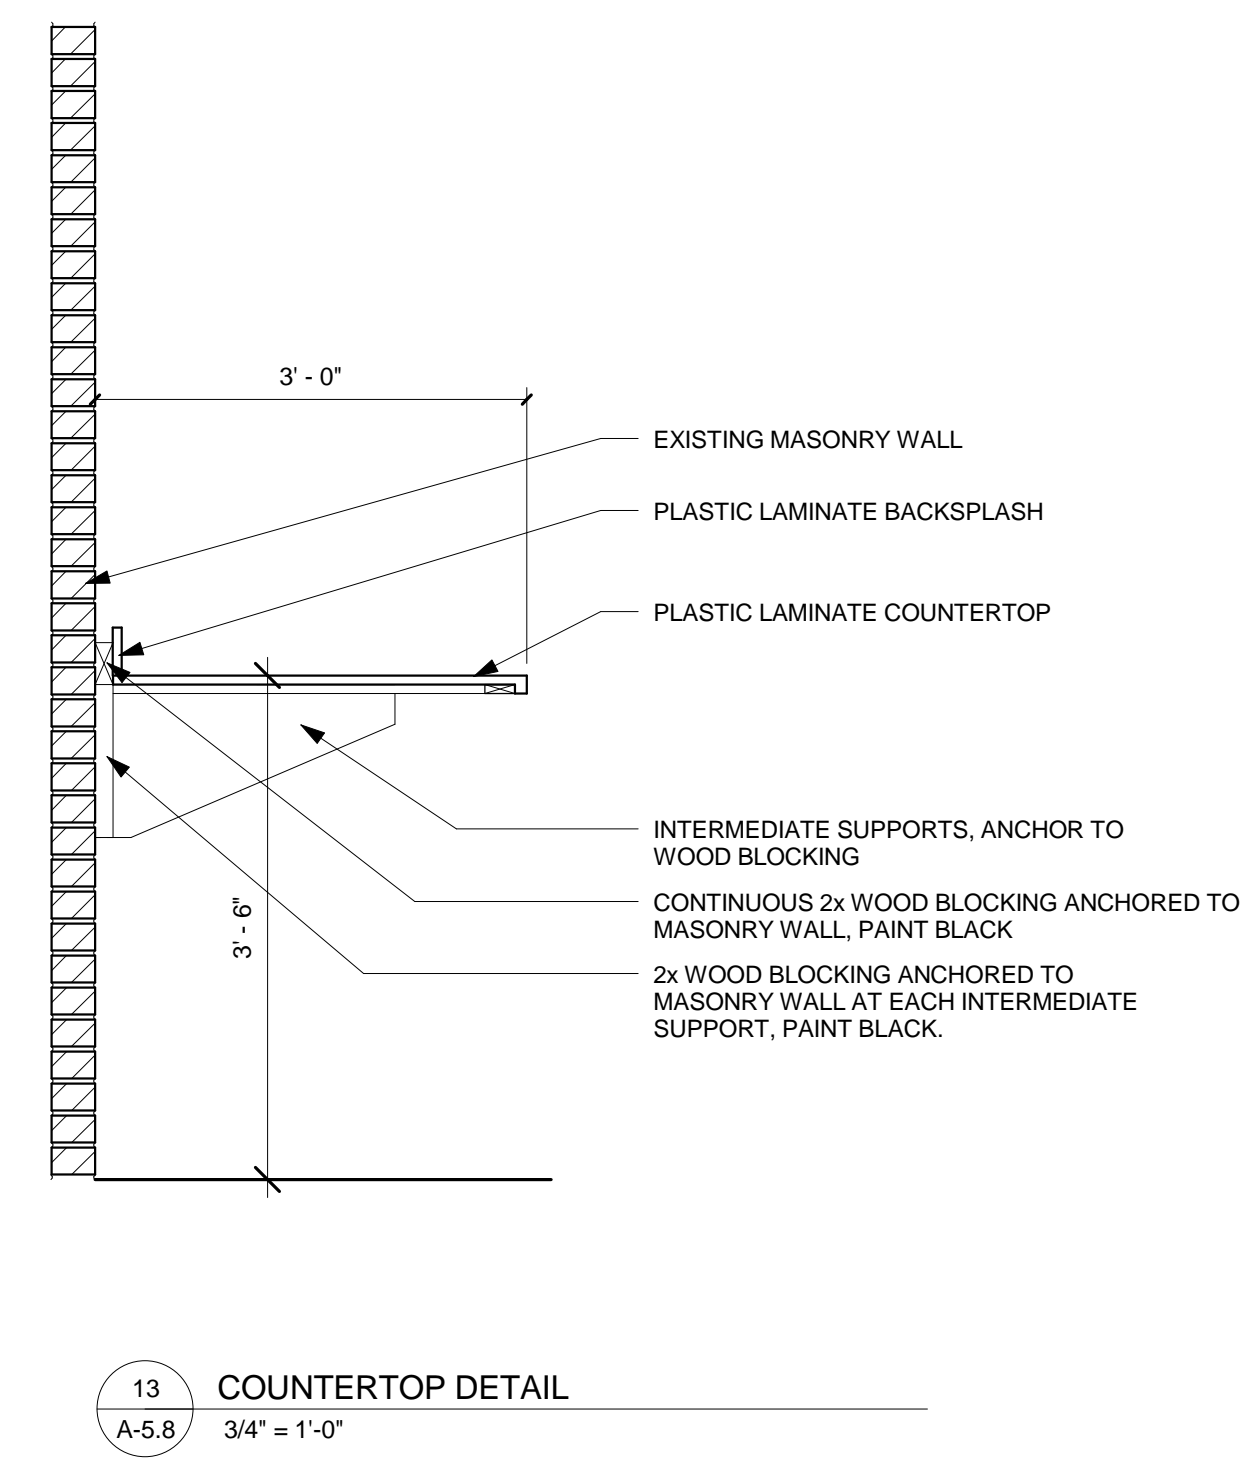 3' - 0"
EXISTING MASONRY WALL
PLASTIC LAMINATE BACKSPLASH
PLASTIC LAMINATE COUNTERTOP
INTERMEDIATE SUPPORTS, ANCHOR TO
WOOD BLOCKING
CONTINUOUS 2x WOOD BLOCKING ANCHORED TO
MASONRY WALL, PAINT BLACK
3' - 6"
2x WOOD BLOCKING ANCHORED TO
MASONRY WALL AT EACH INTERMEDIATE
SUPPORT, PAINT BLACK.
13
COUNTERTOP DETAIL
A-5.8
3/4" = 1'-0"